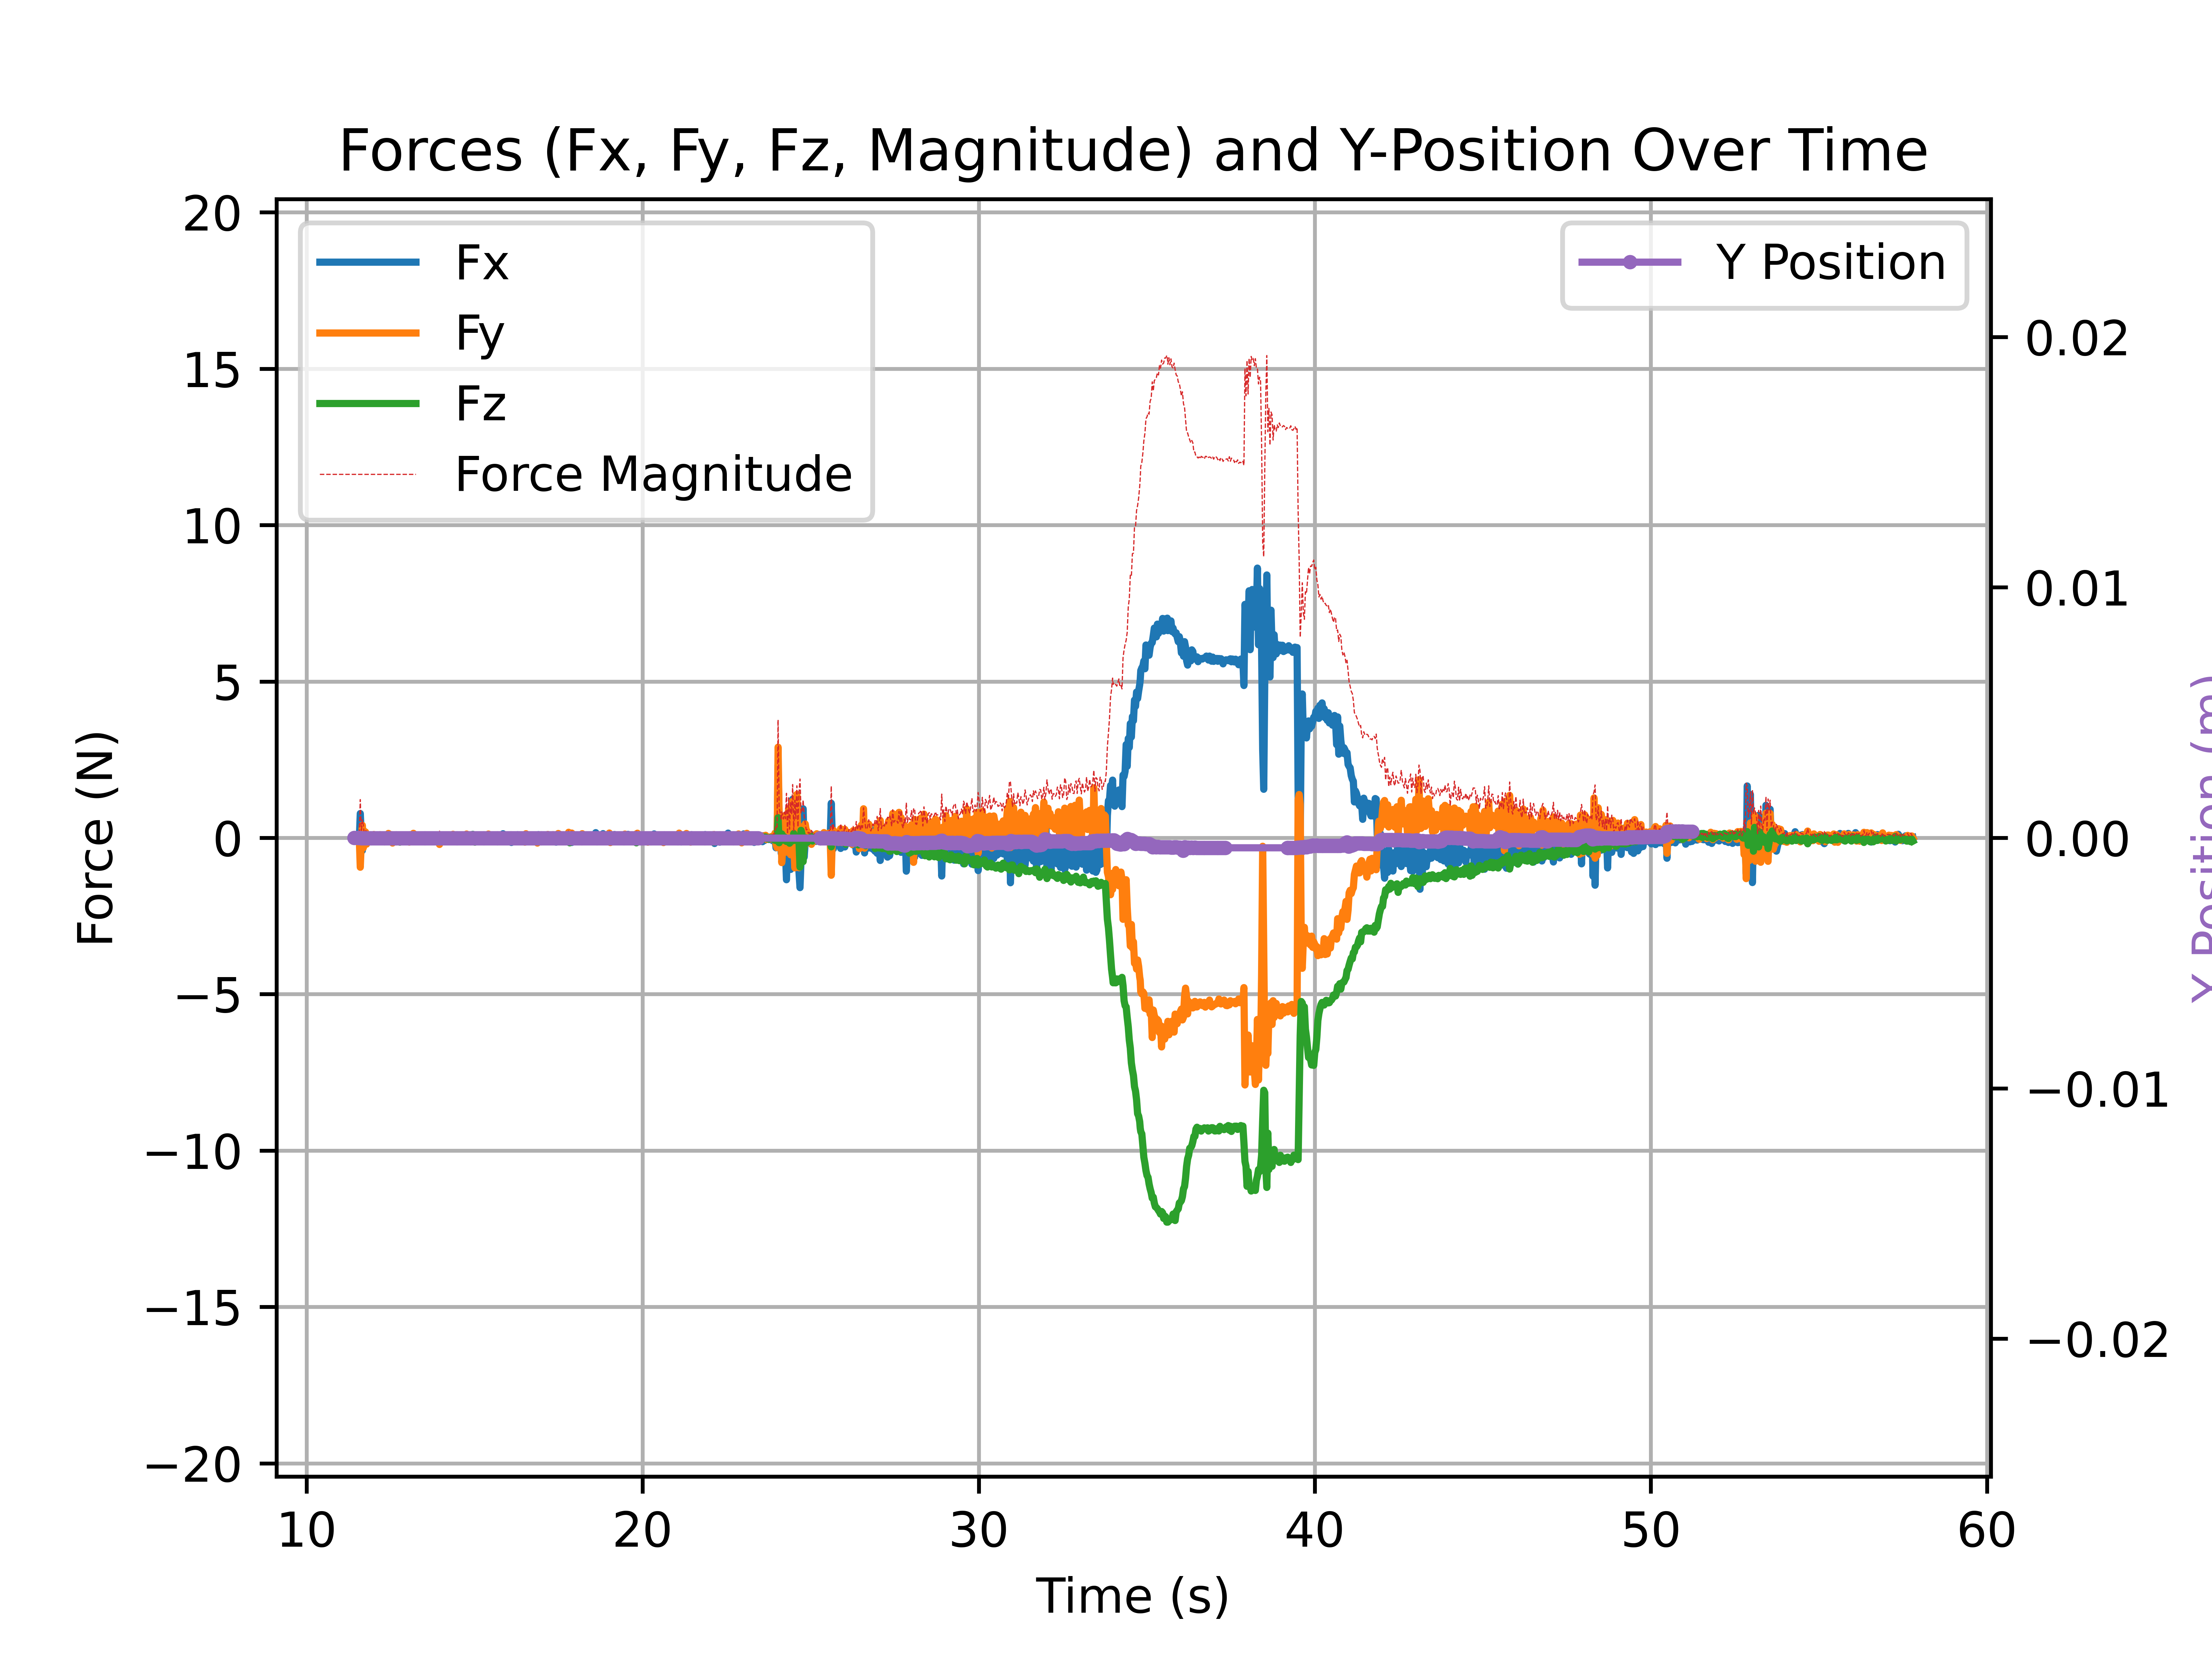 Forces (Fx, Fy, Fz, Magnitude) and Y-Position Over Time
Fx
Fy
Fz
Force Magnitude
Y Position
20
15
10
5
0
−5
−10
−15
−20
Force (N)
0.02
0.01
0.00
−0.01
−0.02
Y Position (m)
10
20
30
40
50
60
Time (s)